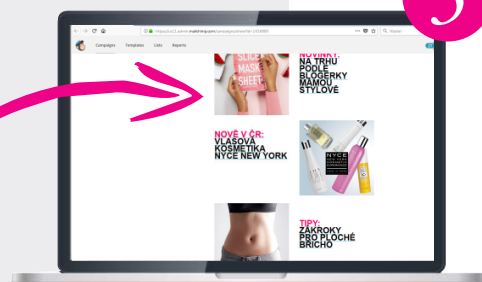 Campaigns Templates Lists Reports
SLICE
MASK
SHEET
NOVINKY:
NA TRHU
PODLE
BLOGERKY
MAMOU
STYLOVĚ
NOVĚ V ČR:
VLASOVÁ
KOSMETIKA
NYCE NEW YORK
NYCE
TIPY:
ZÁKROKY
PRO PLOCHÉ
BŘICHO